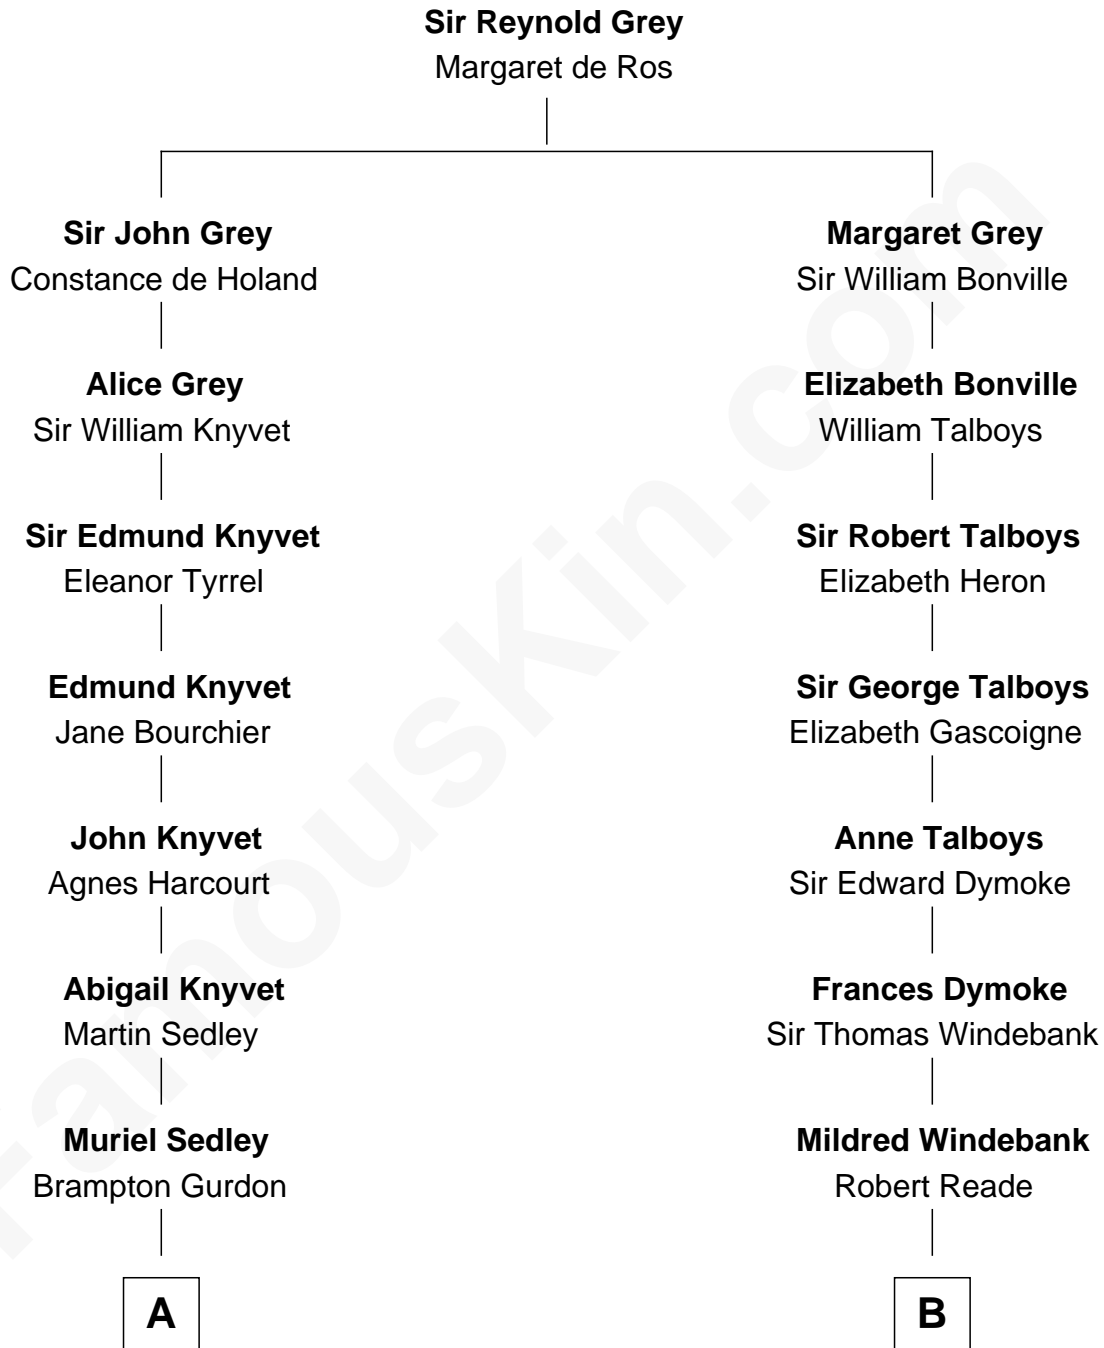 Sir Reynold Grey
Margaret de Ros
Sir John Grey
Constance de Holand
Alice Grey
Sir William Knyvet
Sir Edmund Knyvet
Eleanor Tyrrel
Edmund Knyvet
Jane Bourchier
John Knyvet
Agnes Harcourt
Abigail Knyvet
Martin Sedley
Muriel Sedley
Brampton Gurdon
A
Margaret Grey
Sir William Bonville
Elizabeth Bonville
William Talboys
Sir Robert Talboys
Elizabeth Heron
Sir George Talboys
Elizabeth Gascoigne
Anne Talboys
Sir Edward Dymoke
Frances Dymoke
Sir Thomas Windebank
Mildred Windebank
Robert Reade
B
FamousKin.com